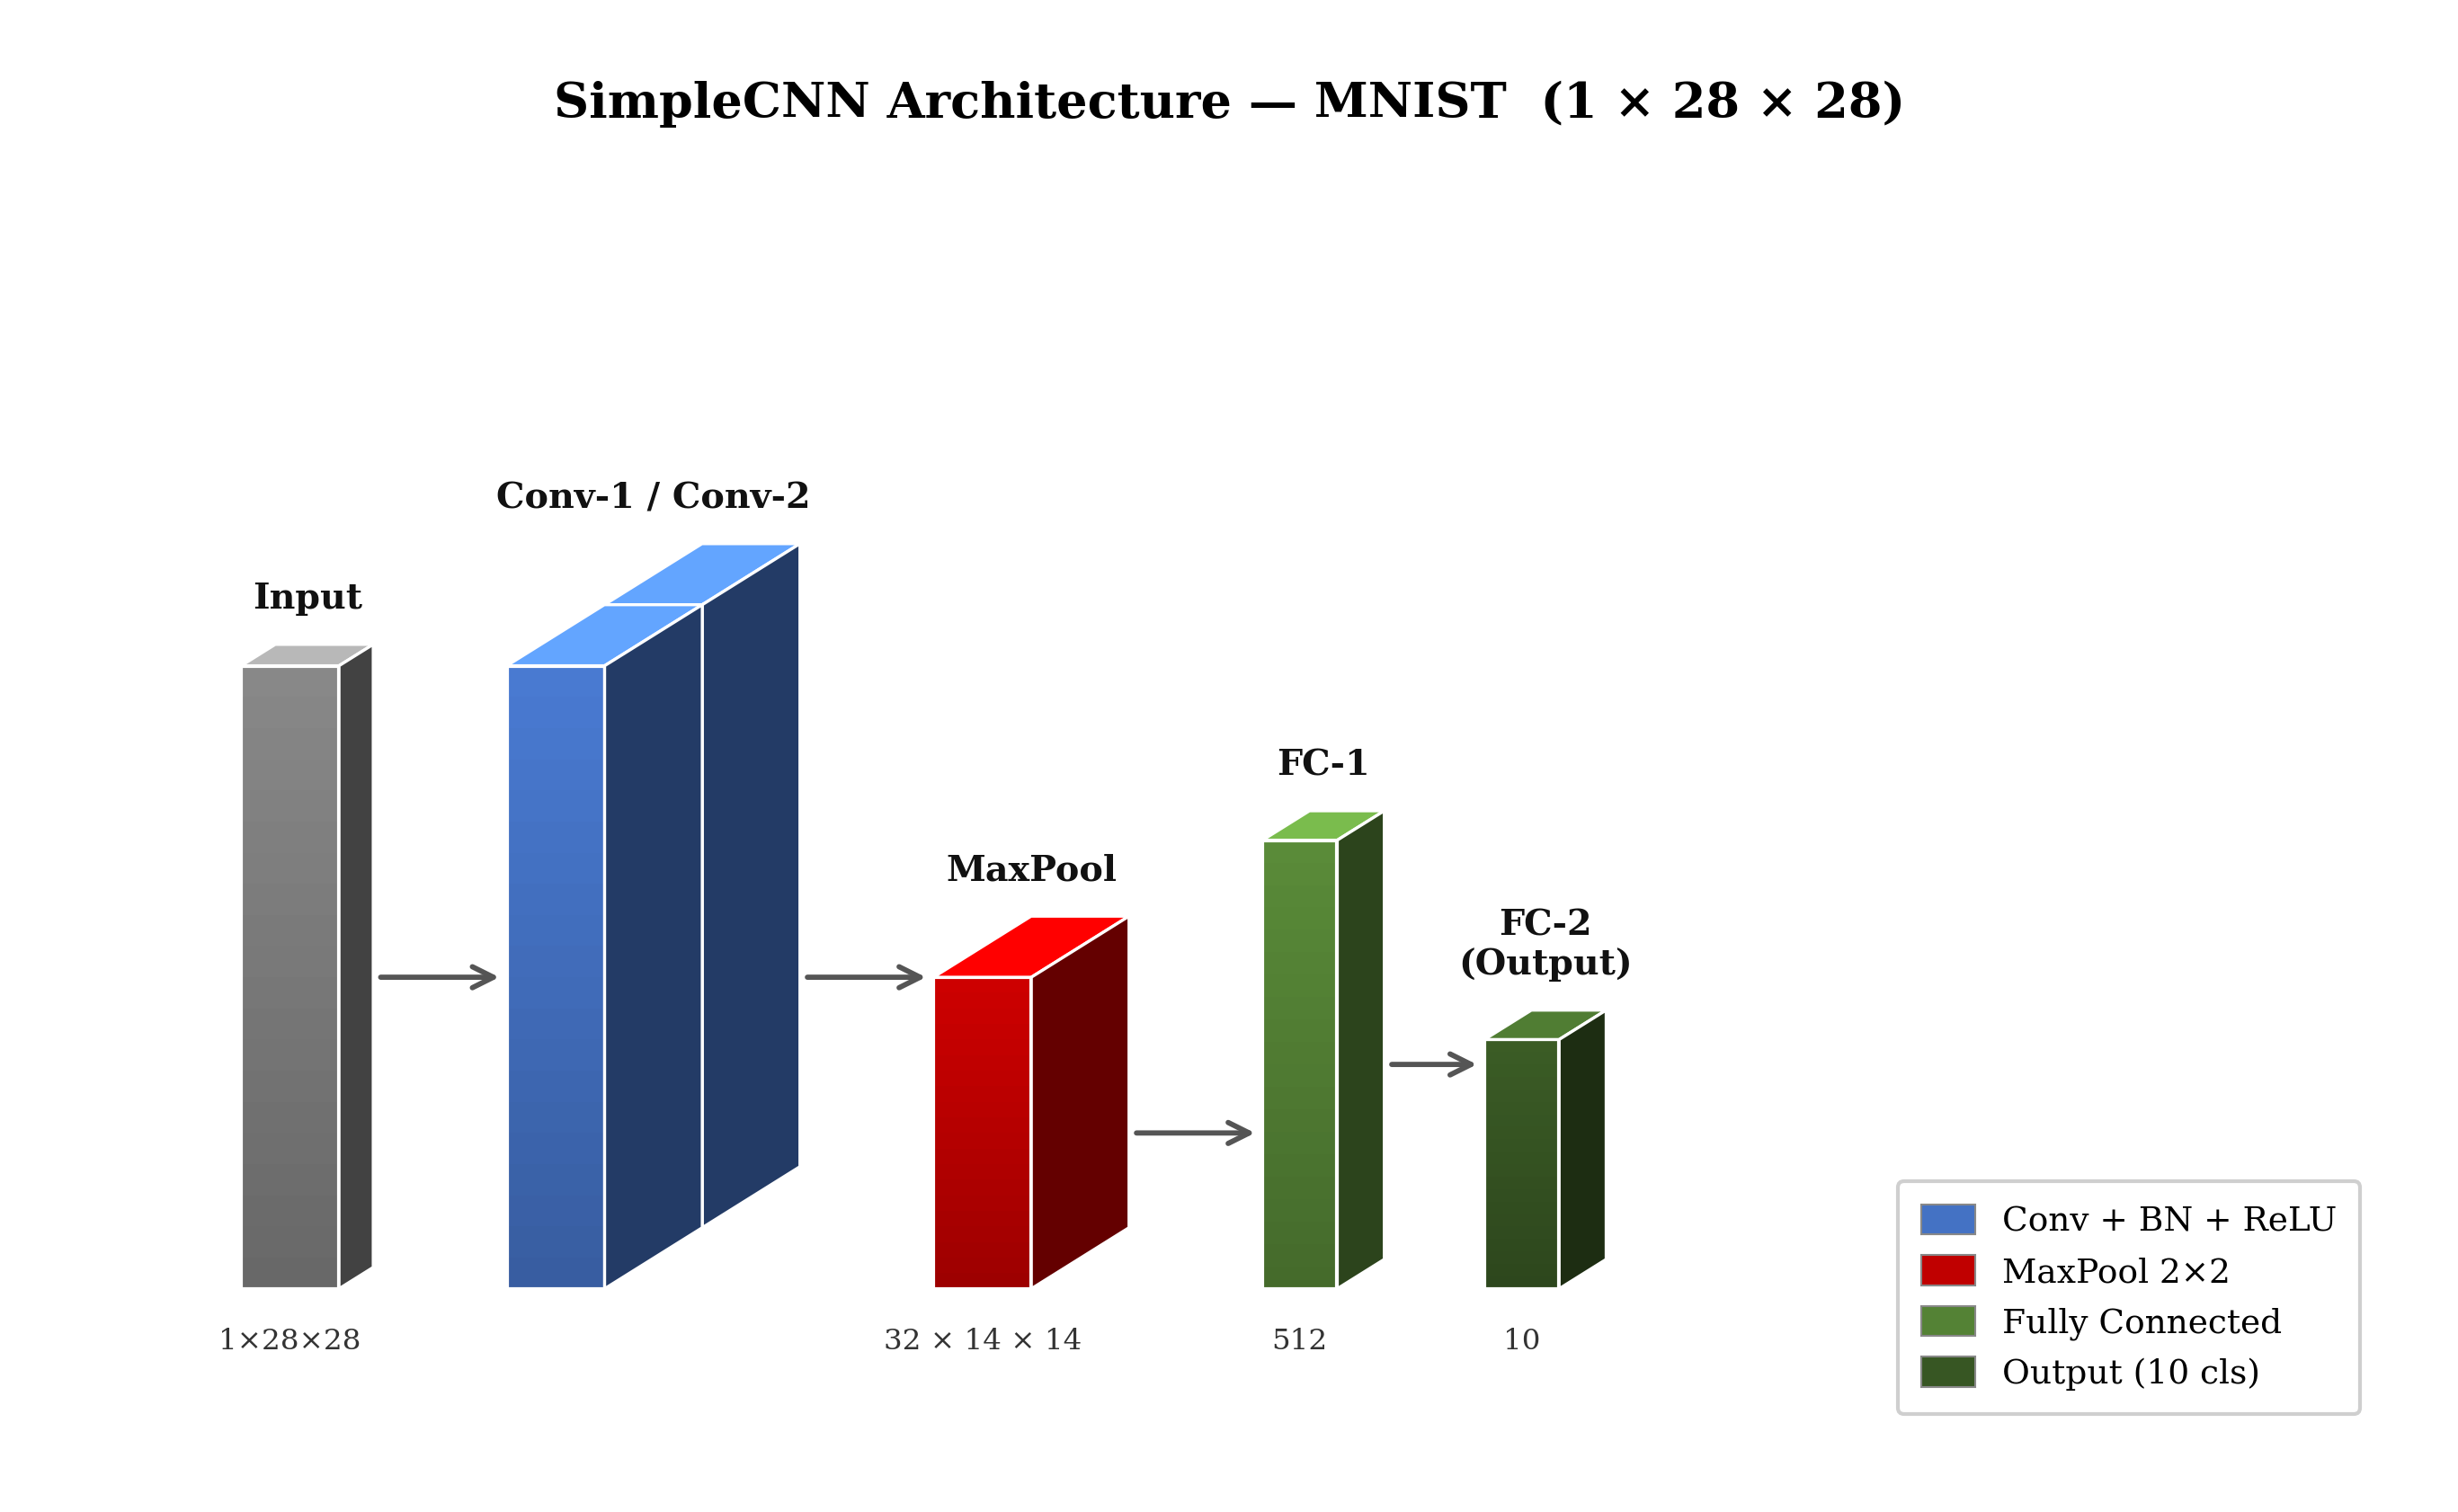 SimpleCNN Architecture — MNIST (1 × 28 × 28)
Conv-1 / Conv-2
Input
FC-1
MaxPool
FC-2
(Output)
1×28×28
32 × 14 × 14
512
10
Conv + BN + ReLU
MaxPool 2×2
Fully Connected
Output (10 cls)